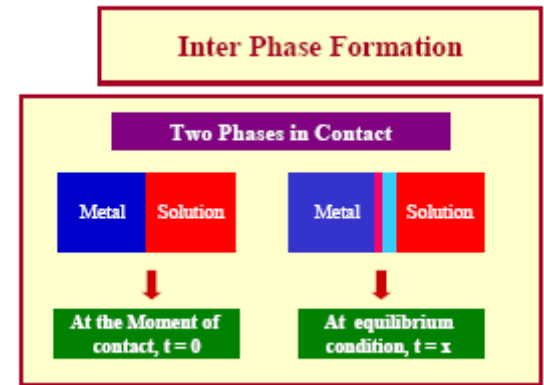 Inter Phase Formation
Two Phases in Contact
Metal
Solution
Metal
Solution
At the Moment of
contact, t = 0
At equilibrium
condition, t = x